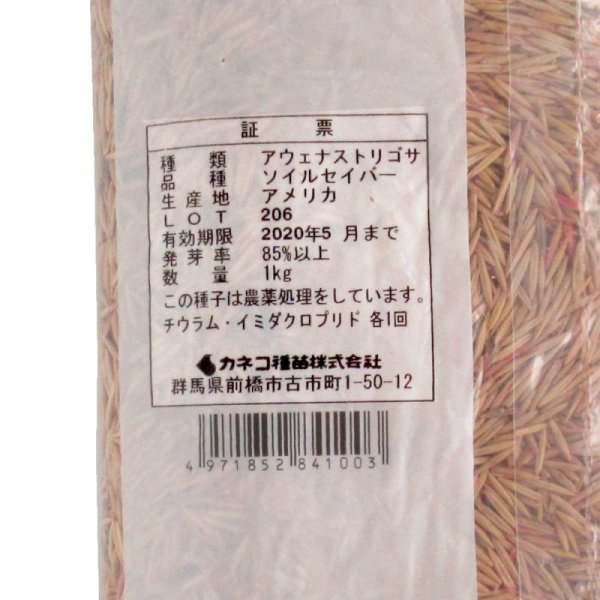 証 票
種 類 アウェナストリゴサ
品 種 ソイルセイバー
生 産 地 アメリカ
LOT 206
有効期限 2020年5 月まで
発 芽 率 85%以上
数 量 1kg
この種子は農薬処理をしています。
チウラム・イミダクロプリド 各1回
カネコ種苗株式会社
群馬県前橋市古市町1-50-12
4 971852 841003